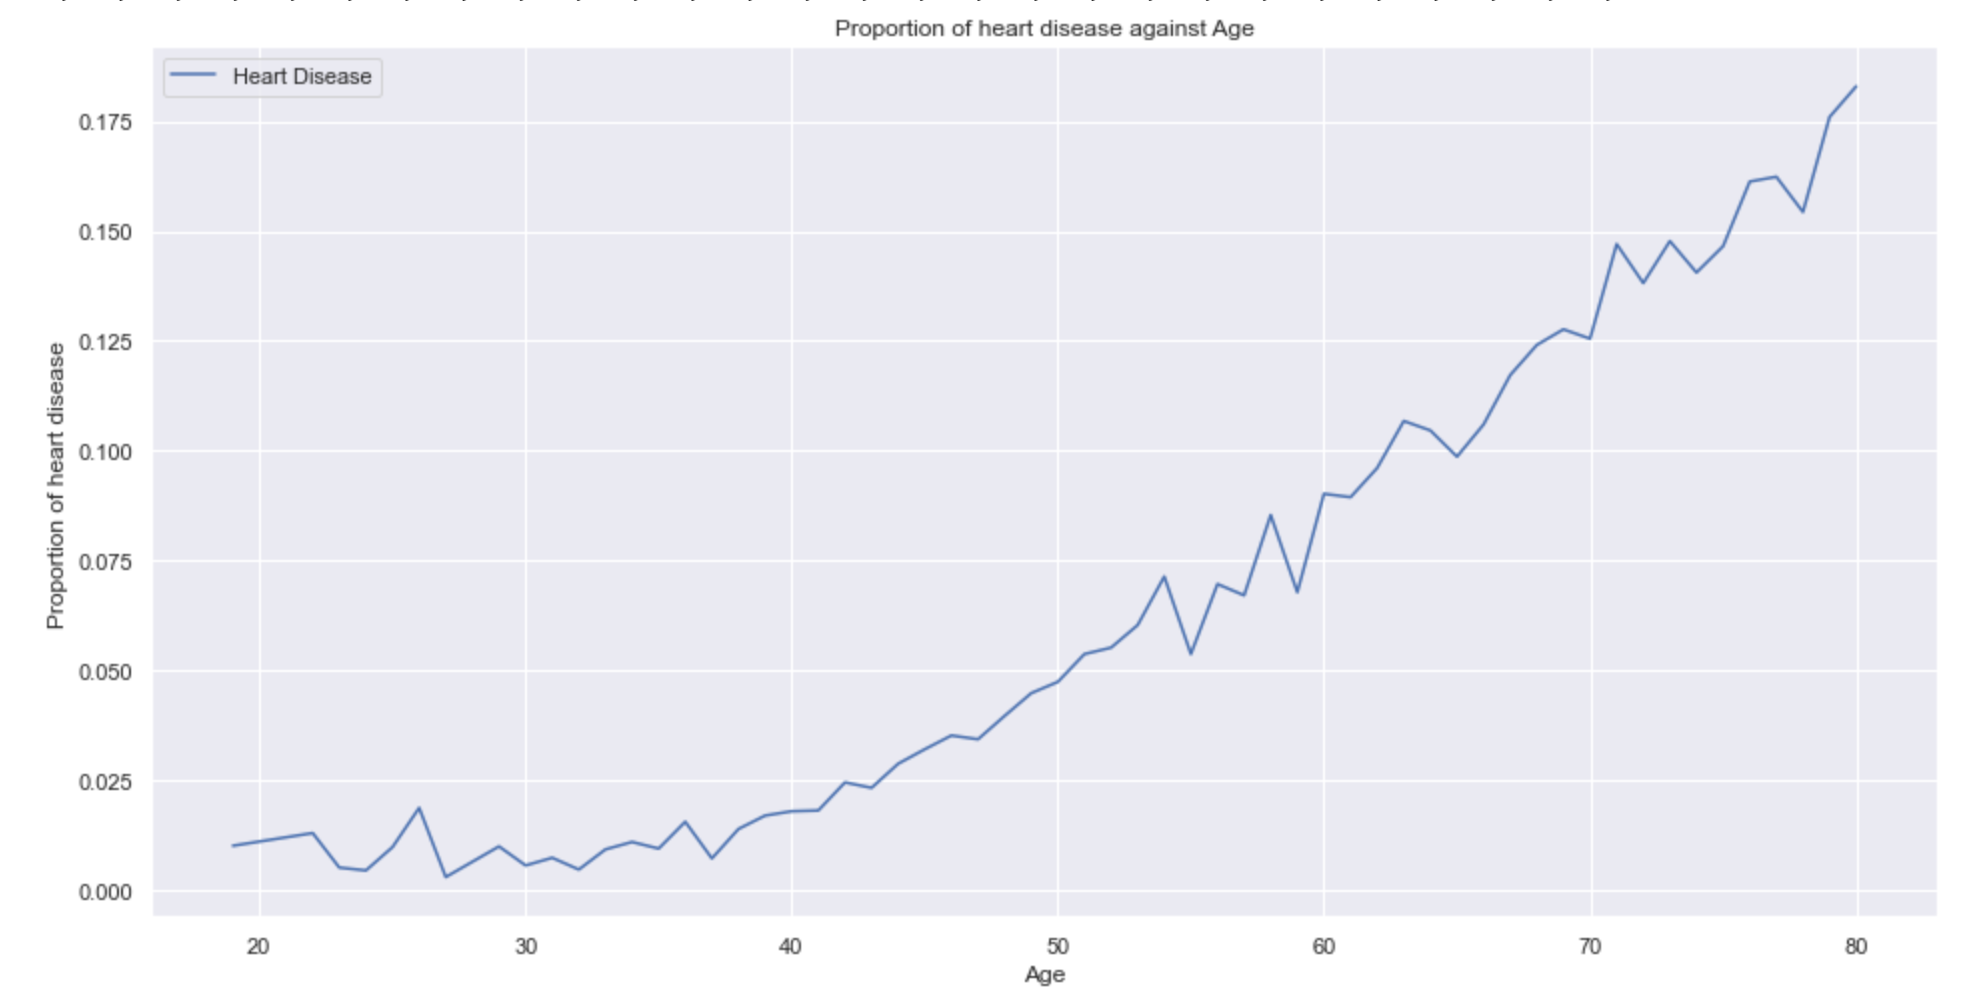 Proportion of heart disease against Age
Heart Disease
Proportion of heart disease
0.175
0.150
0.125
0.100
0.075
0.050
0.025
0.000
20 30 40 50 60 70 80
Age